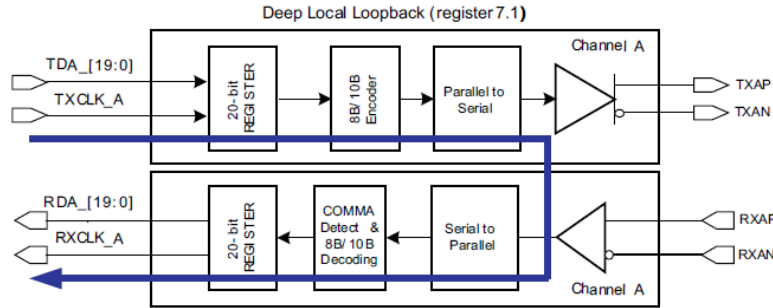 Deep Local Loopback (register 7.1)
Channel A
TDA_[19:0]
TXCLK_A
20-bit
REGISTER
8B/10B
Encoder
Parallel to
Serial
TXAP
TXAN
RDA_[19:0]
RXCLK_A
20-bit
REGISTER
COMMA
Detect &
8B/10B
Decoding
Serial to
Parallel
RXAP
RXAN
Channel A